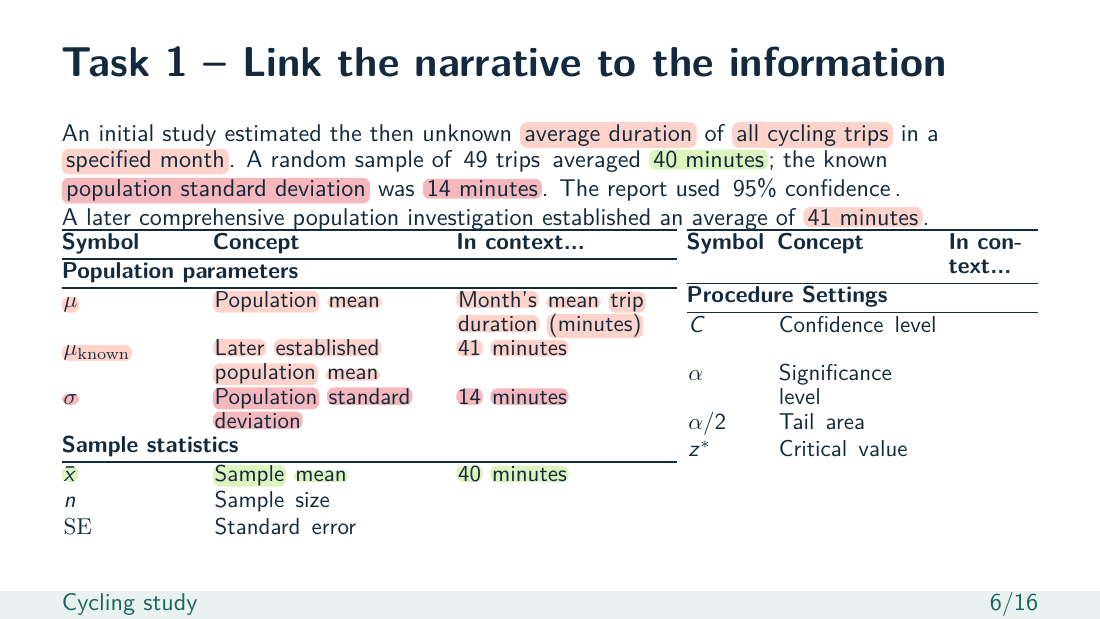 Task 1 – Link the narrative to the information
An initial study estimated the then unknown average duration of all cycling trips in a
specified month. A random sample of 49 trips averaged 40 minutes; the known
population standard deviation was 14 minutes. The report used 95% confidence.
A later comprehensive population investigation established an average of 41 minutes.
Symbol Concept In context...
Population parameters
μ Population mean Month's mean trip
duration (minutes)
μknown Later established 41 minutes
population mean
σ Population standard 14 minutes
deviation
Sample statistics
x̄ Sample mean 40 minutes
n Sample size
SE Standard error
Symbol Concept In con-
text...
Procedure Settings
C Confidence level
α Significance
level
α/2 Tail area
z* Critical value
Cycling study 6/16